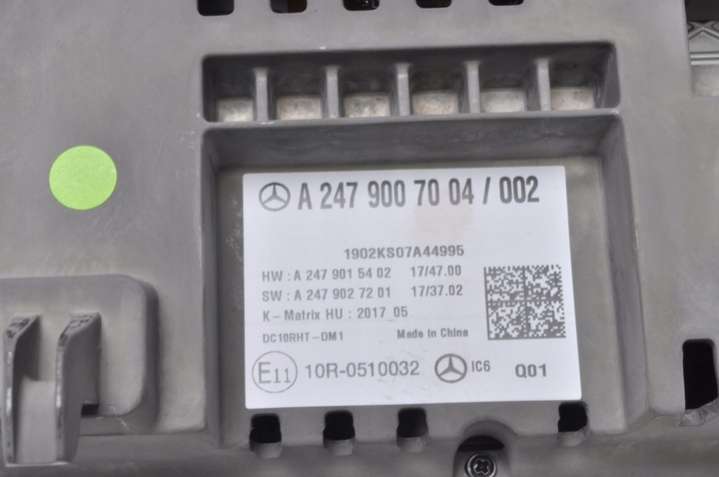 A 247 900 70 04 / 002
1902KS07A44995
HW : A 247 901 54 02 17/47.00
SW : A 247 902 72 01 17/37.02
K - Matrix HU : 2017_05
DC10RHT-DM1 Made in China
E11 10R-0510032 IC6 Q01